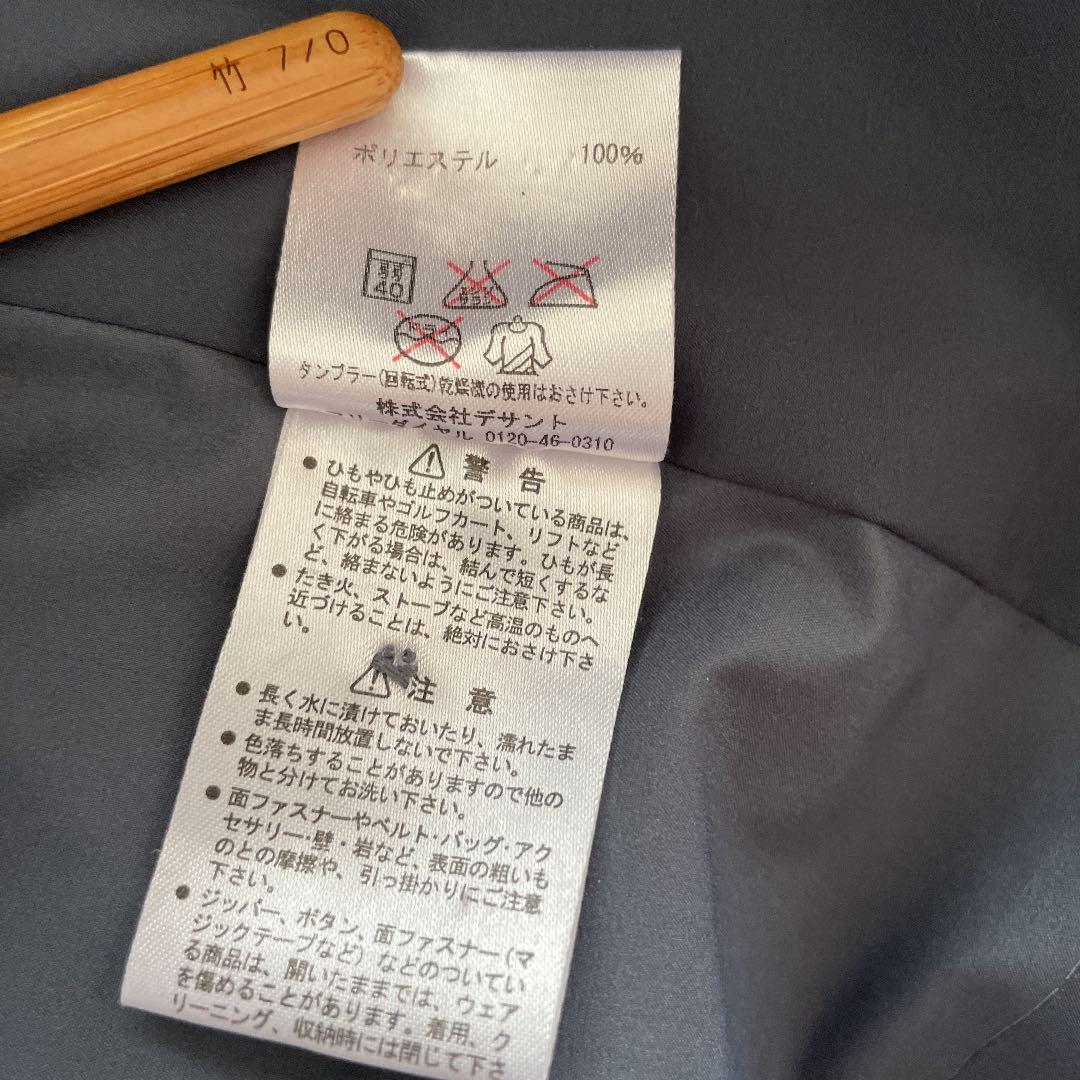 竹 7/0
ポリエステル 100%
弱 40
エンソ
サラシ
ドライ
タンブラー(回転式)乾燥機の使用はおさけ下さい。
株式会社デサント
フリーダイヤル 0120-46-0310
警 告
● ひもやひも止めがついている商品は、
自転車やゴルフカート、リフトなど
に絡まる危険があります。ひもが長
く下がる場合は、結んで短くするな
ど、絡まないようにご注意下さい。
● たき火、ストーブなど高温のものへ
近づけることは、絶対におさけ下さ
い。
注 意
● 長く水に漬けておいたり、濡れたま
ま長時間放置しないで下さい。
● 色落ちすることがありますので他の
物と分けてお洗い下さい。
● 面ファスナーやベルト・バッグ・アク
セサリー・壁・岩など、表面の粗いも
のとの摩擦や、引っ掛かりにご注意
下さい。
● ジッパー、ボタン、面ファスナー(マ
ジックテープなど)などのついてい
る商品は、開いたままでは、ウェア
を傷めることがあります。着用、ク
リーニング、収納時には閉じて下さ